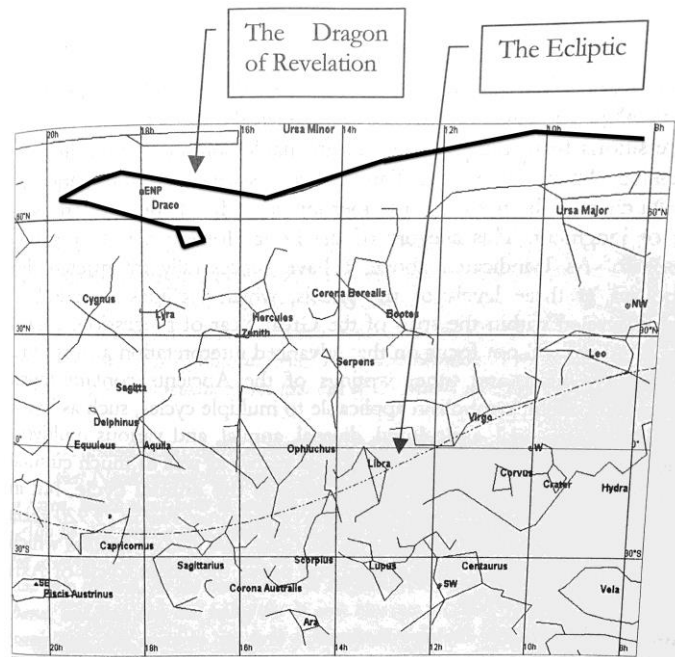 The Dragon
of Revelation
The Ecliptic
20h 18h 16h Ursa Minor 14h 12h 10h 8h
ENP
Draco
60°N Ursa Major 60°N
Cygnus Lyra Hercules Corona Borealis Bootes NW
30°N Zenith 30°N
Serpens Leo
Sagitta
Delphinus Virgo
0° Equuleus Aquila Ophiuchus 0° W
Libra Corvus
Crater Hydra
Capricornus
30°S Sagittarius Scorpius Lupus Centaurus 30°S
SE Corona Australis SW Vela
Piscis Austrinus
Ara
20h 18h 16h 14h 12h 10h 8h